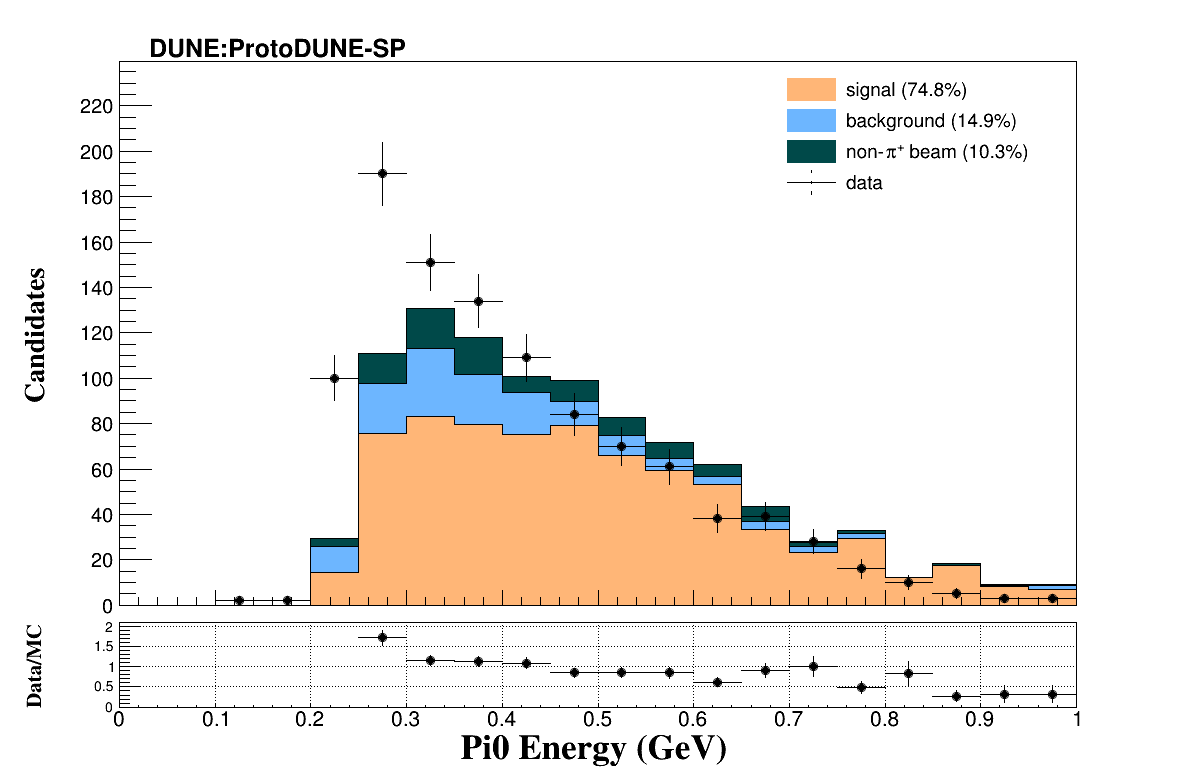 DUNE:ProtoDUNE-SP
signal (74.8%)
background (14.9%)
non-π⁺ beam (10.3%)
data
Candidates
220
200
180
160
140
120
100
80
60
40
20
0
Data/MC
2
1.5
1
0.5
0
0 0.1 0.2 0.3 0.4 0.5 0.6 0.7 0.8 0.9 1
Pi0 Energy (GeV)